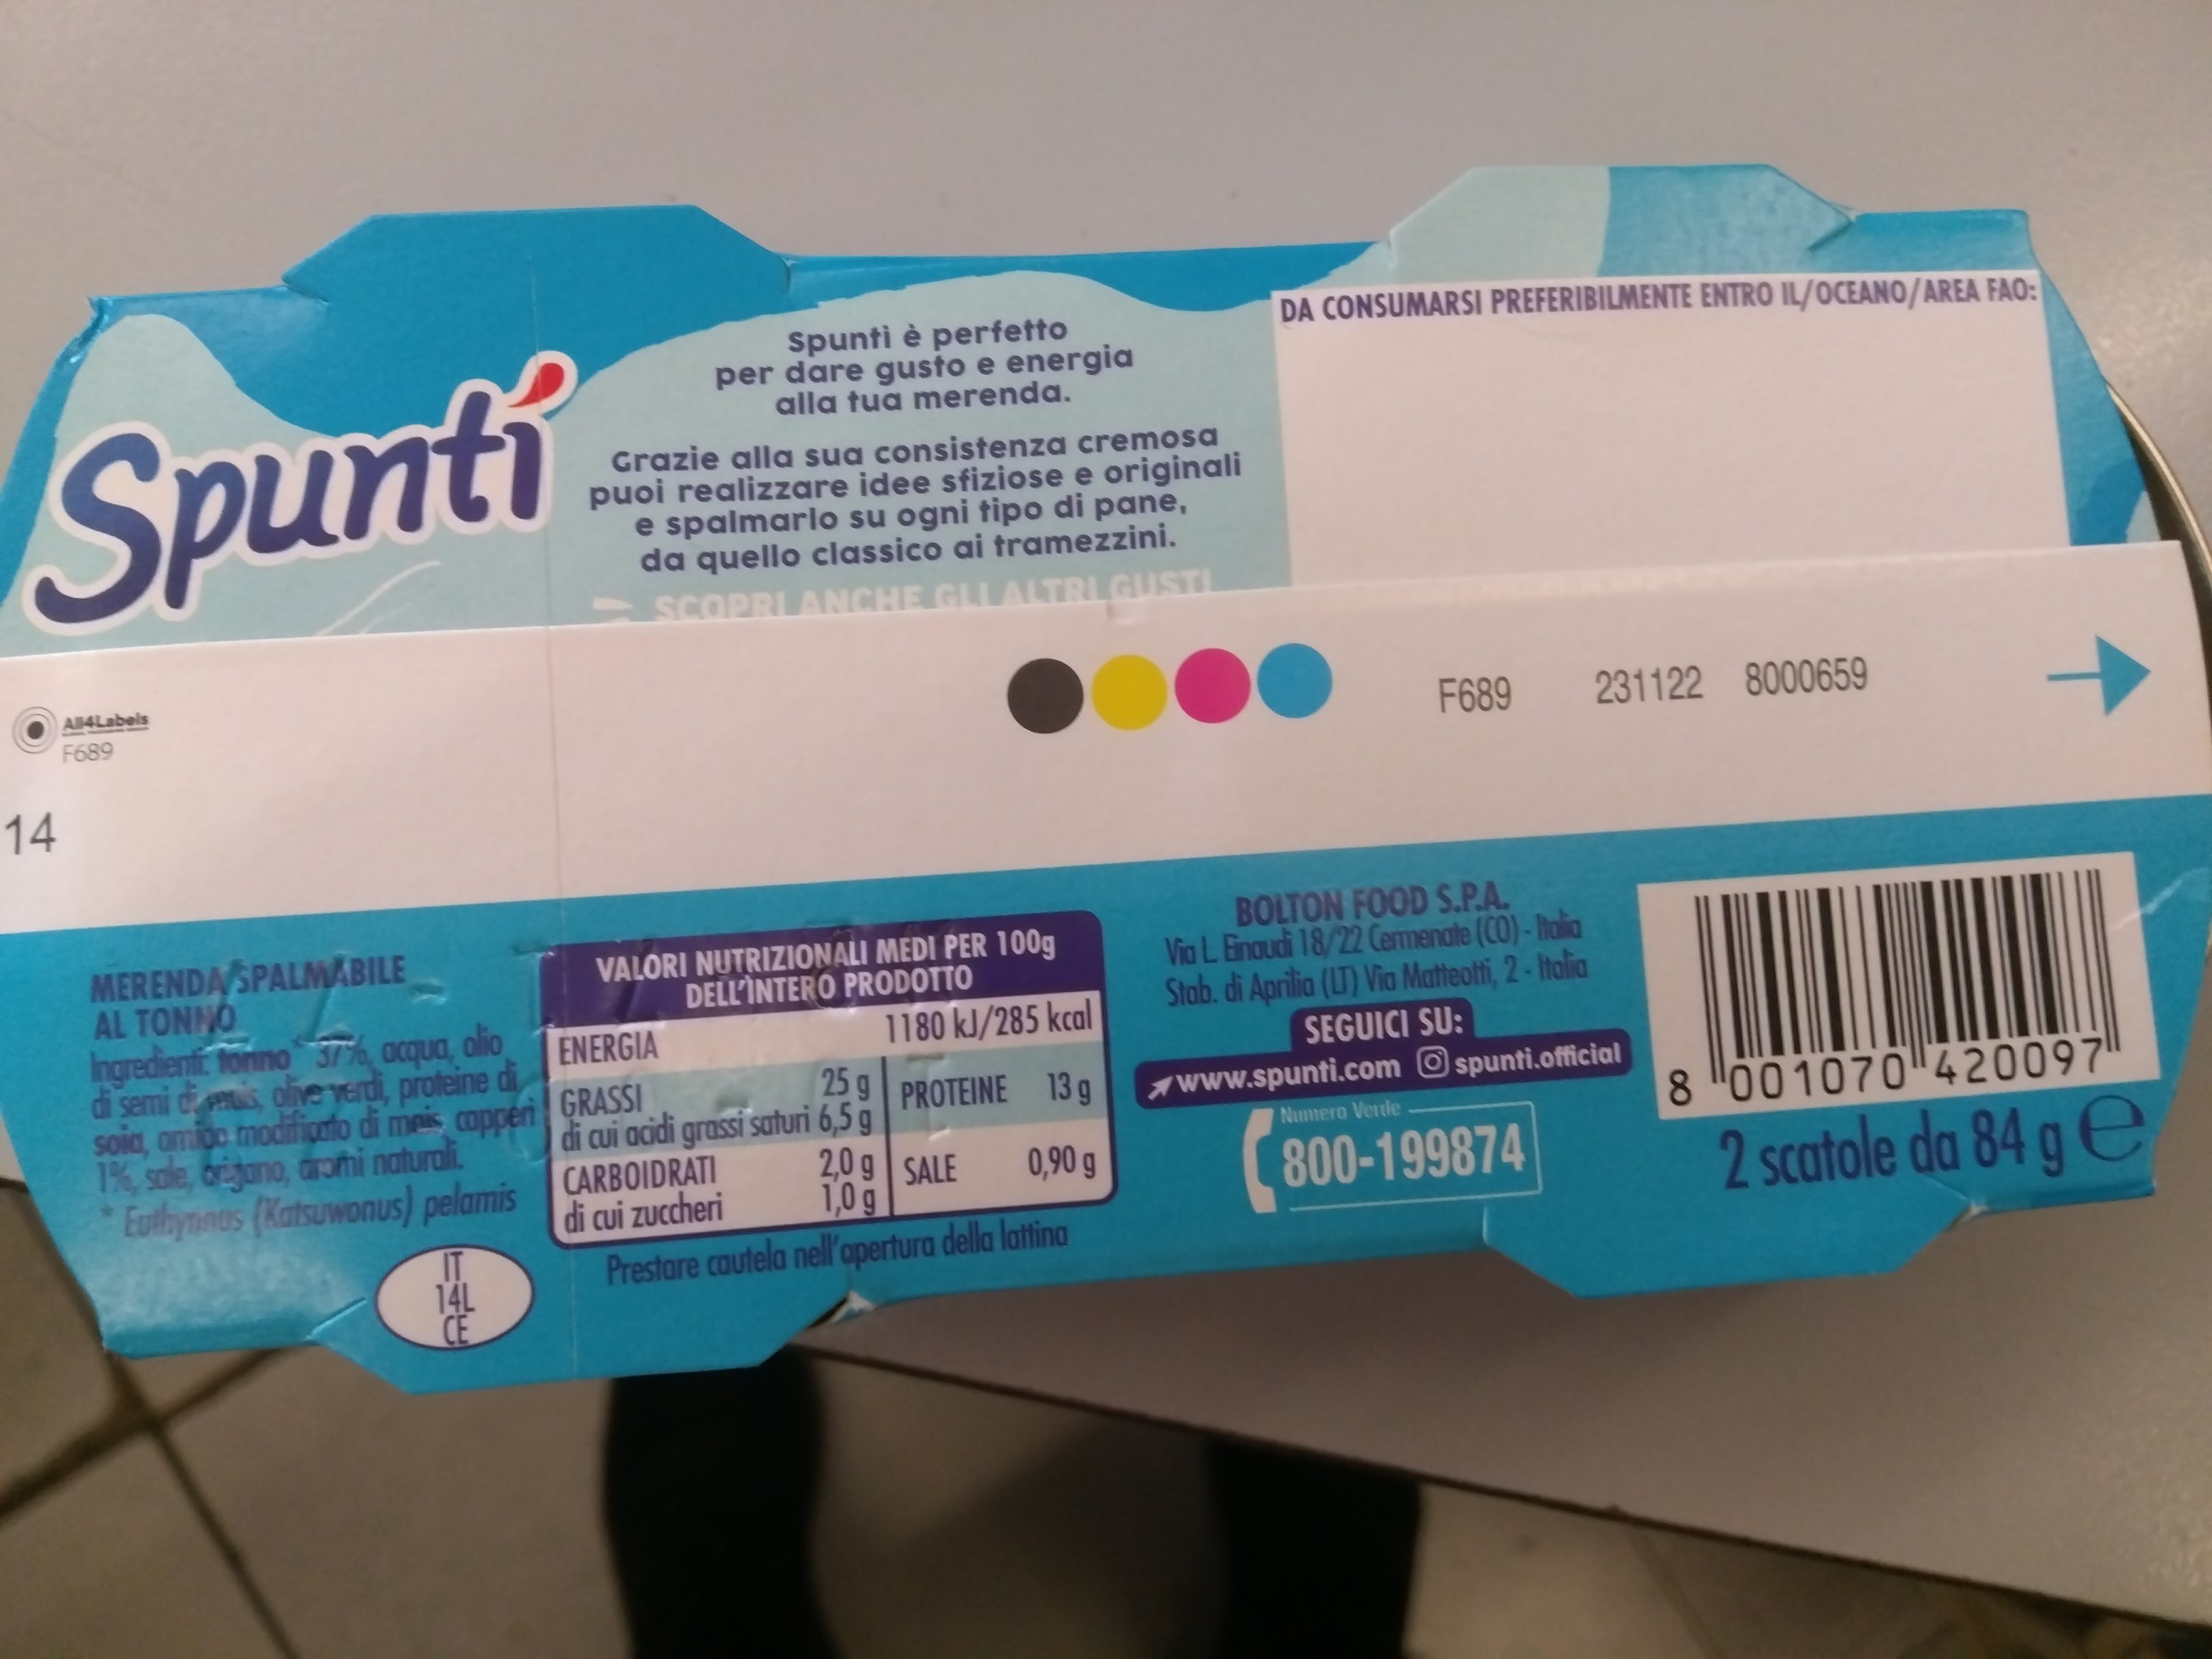 Spuntì
Spuntì è perfetto
per dare gusto e energia
alla tua merenda.
Grazie alla sua consistenza cremosa
puoi realizzare idee sfiziose e originali
e spalmarlo su ogni tipo di pane,
da quello classico ai tramezzini.
SCOPRI ANCHE GLI ALTRI GUSTI
DA CONSUMARSI PREFERIBILMENTE ENTRO IL/OCEANO/AREA FAO:
All4Labels
F689
14
F689 231122 8000659
MERENDA SPALMABILE
AL TONNO
Ingredienti: tonno* 37%, acqua, olio
di semi di mais, olive verdi, proteine di
soia, amido modificato di mais, capperi
1%, sale, origano, aromi naturali.
* Euthynnus (Katsuwonus) pelamis
IT
14L
CE
VALORI NUTRIZIONALI MEDI PER 100g
DELL'INTERO PRODOTTO
ENERGIA 1180 kJ/285 kcal
GRASSI 25 g
di cui acidi grassi saturi 6,5 g
CARBOIDRATI 2,0 g
di cui zuccheri 1,0 g
PROTEINE 13 g
SALE 0,90 g
Prestare cautela nell'apertura della lattina
BOLTON FOOD S.P.A.
Via L. Einaudi 18/22 Cermenate (CO) - Italia
Stab. di Aprilia (LT) Via Matteotti, 2 - Italia
SEGUICI SU:
www.spunti.com spunti.official
Numero Verde
800-199874
8 001070 420097
2 scatole da 84 g e